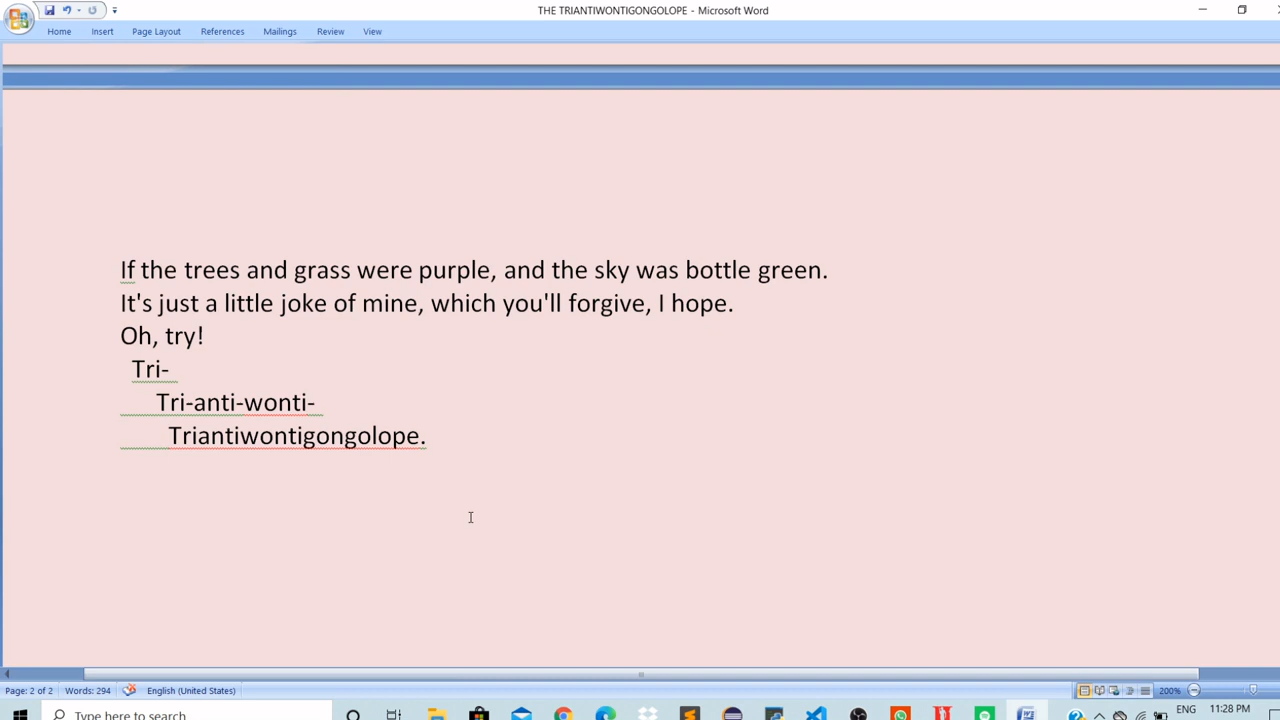 THE TRIANTIWONTIGONGOLOPE - Microsoft Word
Home Insert Page Layout References Mailings Review View
If the trees and grass were purple, and the sky was bottle green.
It's just a little joke of mine, which you'll forgive, I hope.
Oh, try!
Tri-
Tri-anti-wonti-
Triantiwontigongolope.
Page: 2 of 2 Words: 294 English (United States) 200%
Type here to search ENG 11:28 PM